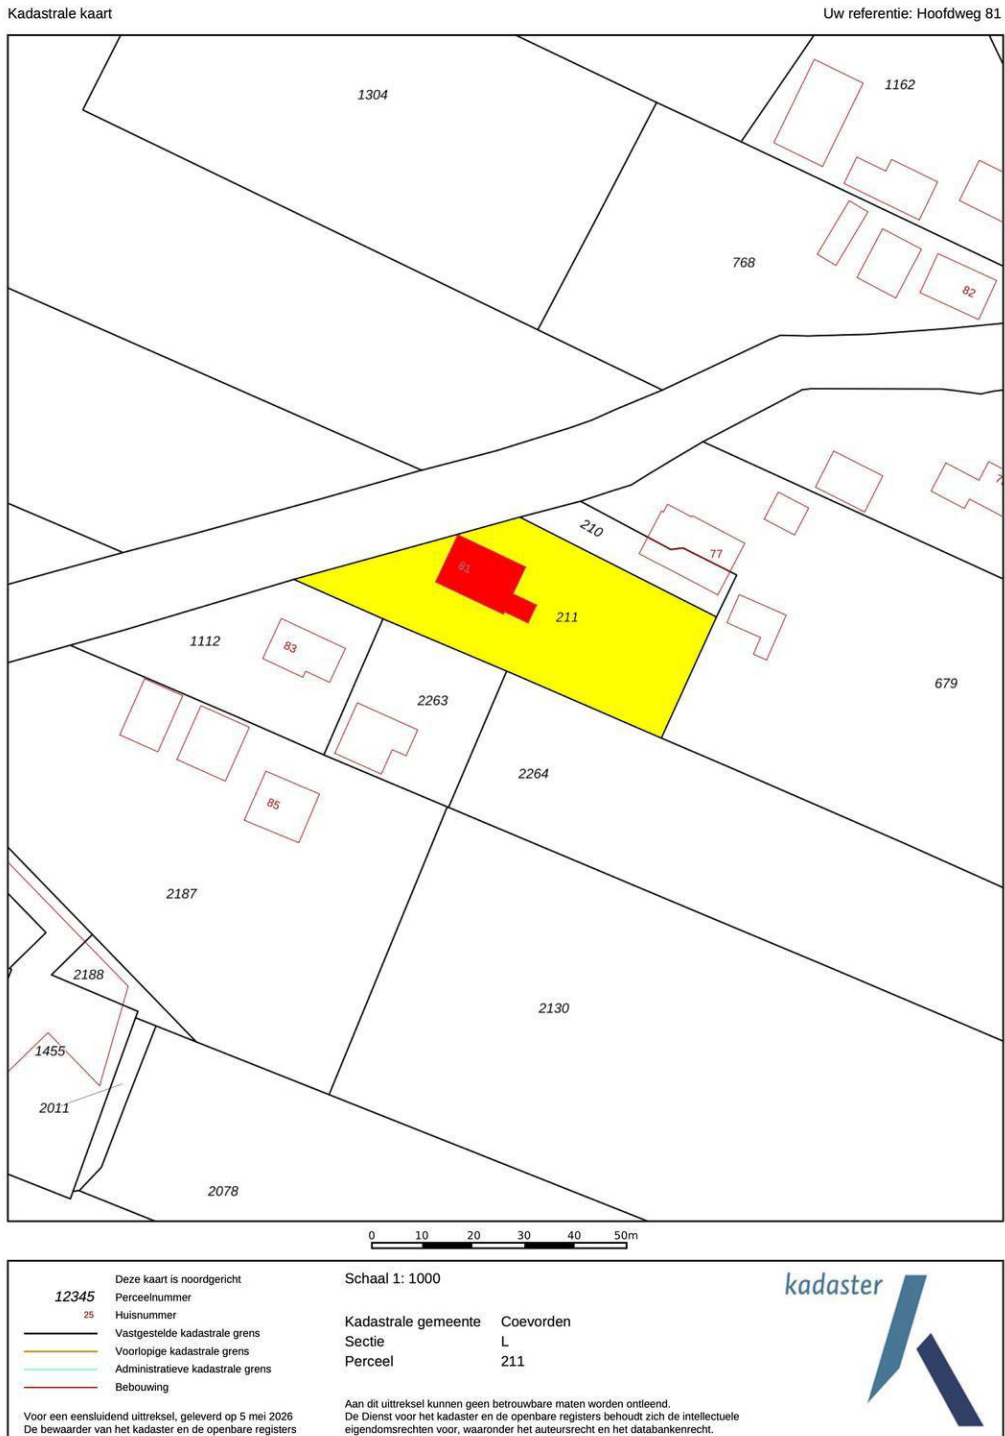 Kadastrale kaart
Uw referentie: Hoofdweg 81
1304
1162
768
82
210
77
81
211
1112
83
2263
679
2264
85
2187
2188
2130
1455
2011
2078
0 10 20 30 40 50m
Deze kaart is noordgericht
12345 Perceelnummer
25 Huisnummer
Vastgestelde kadastrale grens
Voorlopige kadastrale grens
Administratieve kadastrale grens
Bebouwing
Voor een eensluidend uittreksel, geleverd op 5 mei 2026
De bewaarder van het kadaster en de openbare registers
Schaal 1: 1000
Kadastrale gemeente Coevorden
Sectie L
Perceel 211
Aan dit uittreksel kunnen geen betrouwbare maten worden ontleend.
De Dienst voor het kadaster en de openbare registers behoudt zich de intellectuele
eigendomsrechten voor, waaronder het auteursrecht en het databankenrecht.
kadaster